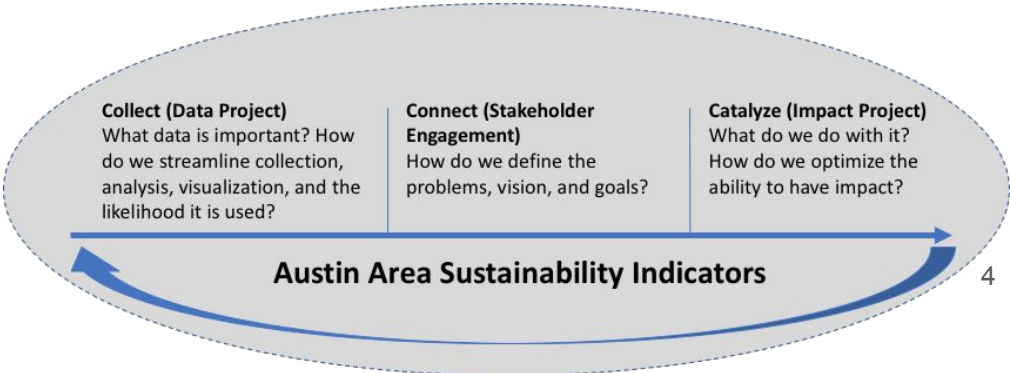 Collect (Data Project)
What data is important? How
do we streamline collection,
analysis, visualization, and the
likelihood it is used?
Connect (Stakeholder
Engagement)
How do we define the
problems, vision, and goals?
Catalyze (Impact Project)
What do we do with it?
How do we optimize the
ability to have impact?
Austin Area Sustainability Indicators
4